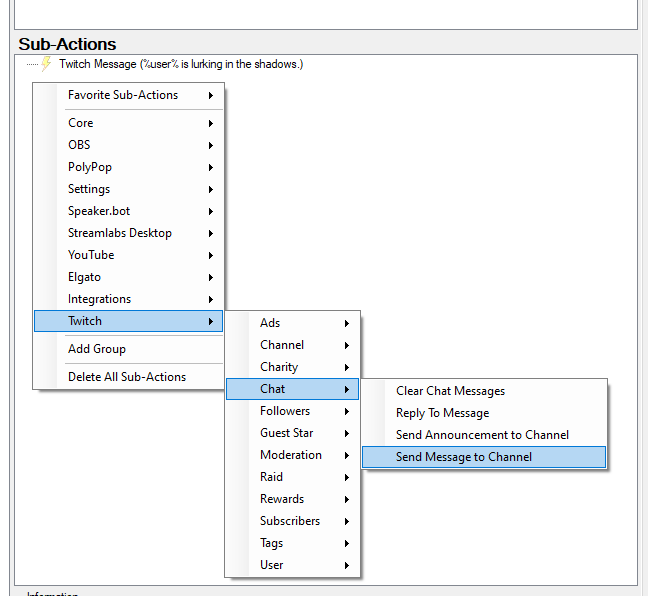 Sub-Actions
Twitch Message (%user% is lurking in the shadows.)
Favorite Sub-Actions
Core
OBS
PolyPop
Settings
Speaker.bot
Streamlabs Desktop
YouTube
Elgato
Integrations
Twitch
Add Group
Delete All Sub-Actions
Ads
Channel
Charity
Chat
Followers
Guest Star
Moderation
Raid
Rewards
Subscribers
Tags
User
Clear Chat Messages
Reply To Message
Send Announcement to Channel
Send Message to Channel
Information